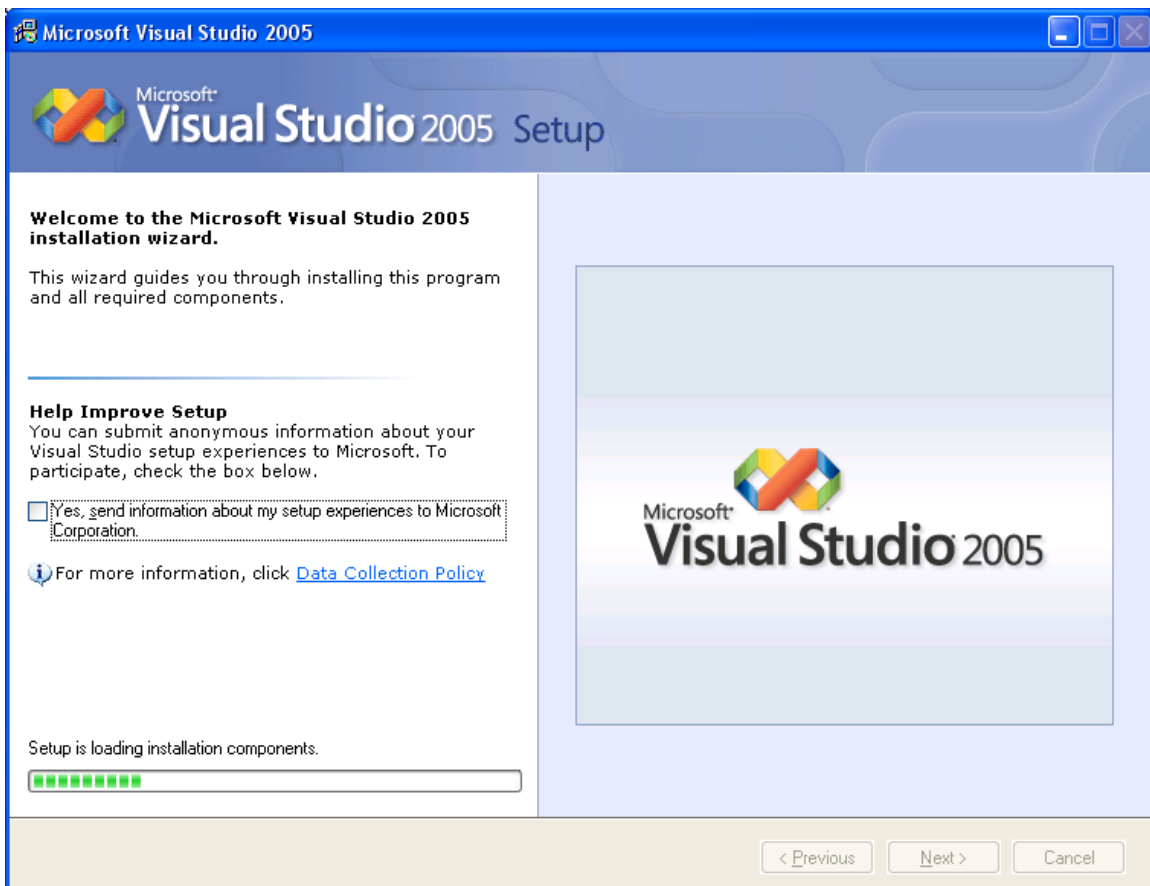 Microsoft Visual Studio 2005
Microsoft
Visual Studio 2005 Setup
Welcome to the Microsoft Visual Studio 2005
installation wizard.
This wizard guides you through installing this program
and all required components.
Help Improve Setup
You can submit anonymous information about your
Visual Studio setup experiences to Microsoft. To
participate, check the box below.
Yes, send information about my setup experiences to Microsoft
Corporation.
For more information, click Data Collection Policy
Setup is loading installation components.
Microsoft
Visual Studio 2005
< Previous
Next >
Cancel